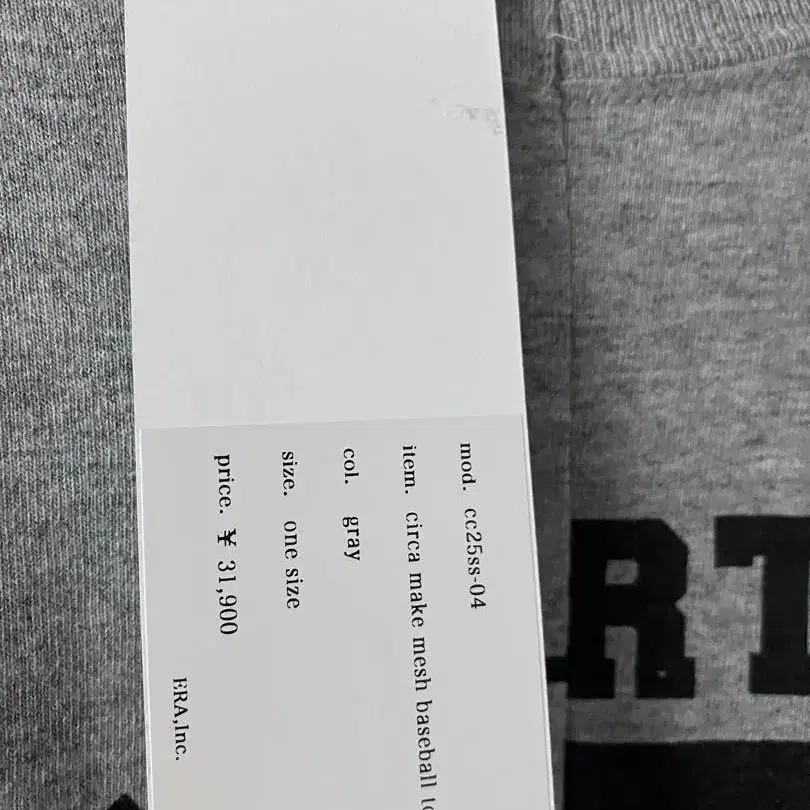 mod. cc25ss-04
item. circa make mesh baseball
col. gray
size. one size
price. ¥ 31,900
ERA,Inc.
RT